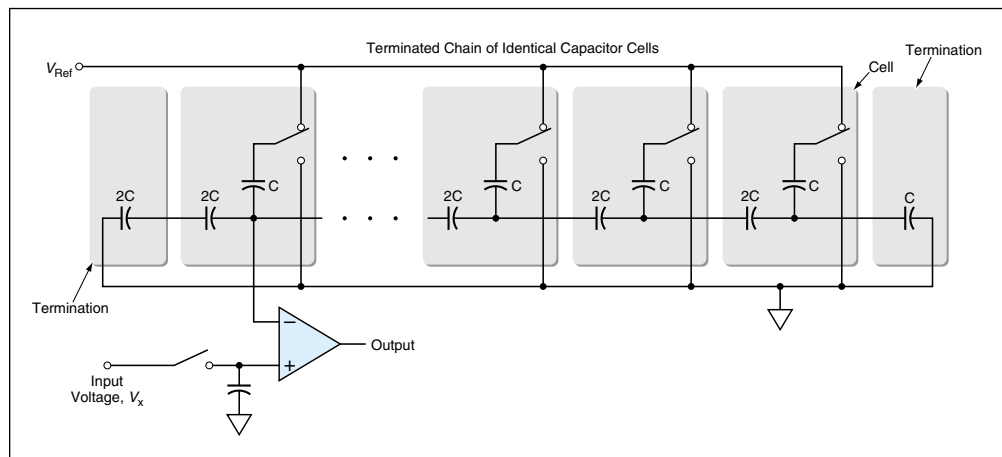 Terminated Chain of Identical Capacitor Cells
Termination
V_Ref
Cell
2C
2C
C
2C
C
2C
C
2C
C
C
Termination
−
+
Output
Input
Voltage, V_x